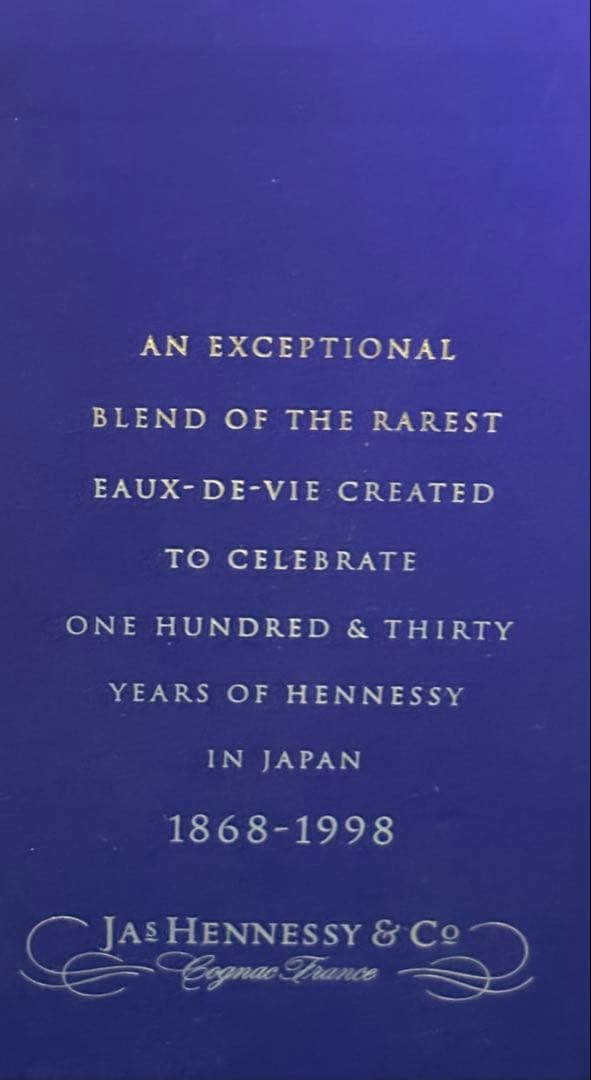 AN EXCEPTIONAL
BLEND OF THE RAREST
EAUX-DE-VIE CREATED
TO CELEBRATE
ONE HUNDRED & THIRTY
YEARS OF HENNESSY
IN JAPAN
1868-1998
JAS HENNESSY & CO
Cognac France